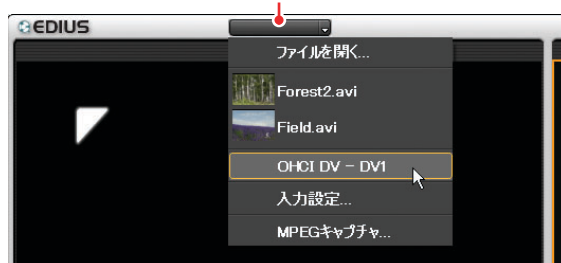 EDIUS
ファイルを開く...
Forest2.avi
Field.avi
OHCI DV - DV1
入力設定...
MPEGキャプチャ...